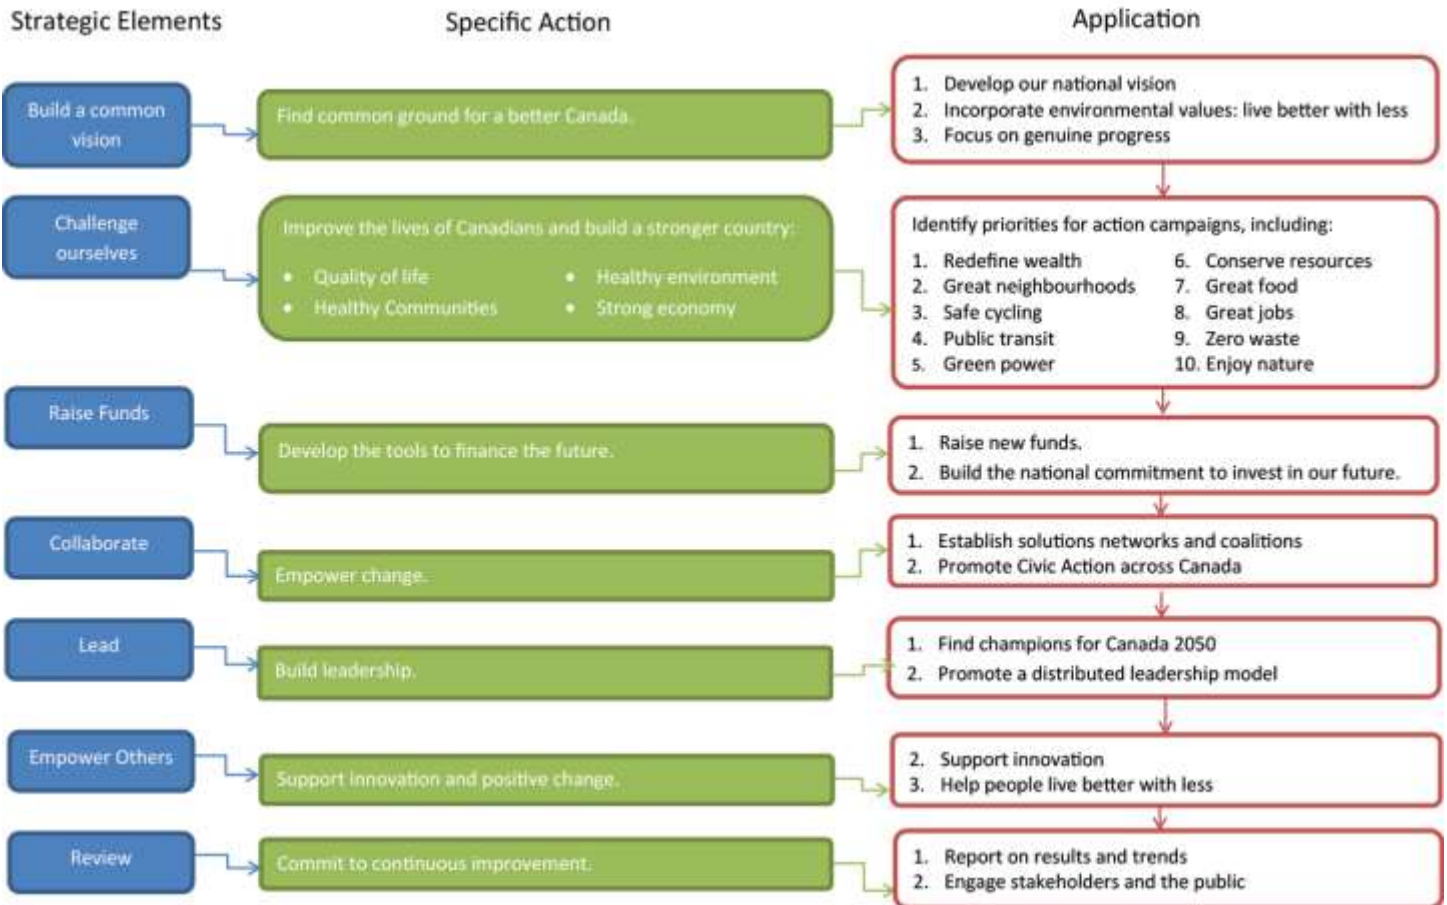 Strategic Elements
Specific Action
Application
Build a common
vision
Find common ground for a better Canada.
1. Develop our national vision
2. Incorporate environmental values: live better with less
3. Focus on genuine progress
Challenge
ourselves
Improve the lives of Canadians and build a stronger country:
• Quality of life
• Healthy Communities
• Healthy environment
• Strong economy
Identify priorities for action campaigns, including:
1. Redefine wealth
2. Great neighbourhoods
3. Safe cycling
4. Public transit
5. Green power
6. Conserve resources
7. Great food
8. Great jobs
9. Zero waste
10. Enjoy nature
Raise Funds
Develop the tools to finance the future.
1. Raise new funds.
2. Build the national commitment to invest in our future.
Collaborate
Empower change.
1. Establish solutions networks and coalitions
2. Promote Civic Action across Canada
Lead
Build leadership.
1. Find champions for Canada 2050
2. Promote a distributed leadership model
Empower Others
Support innovation and positive change.
2. Support innovation
3. Help people live better with less
Review
Commit to continuous improvement.
1. Report on results and trends
2. Engage stakeholders and the public